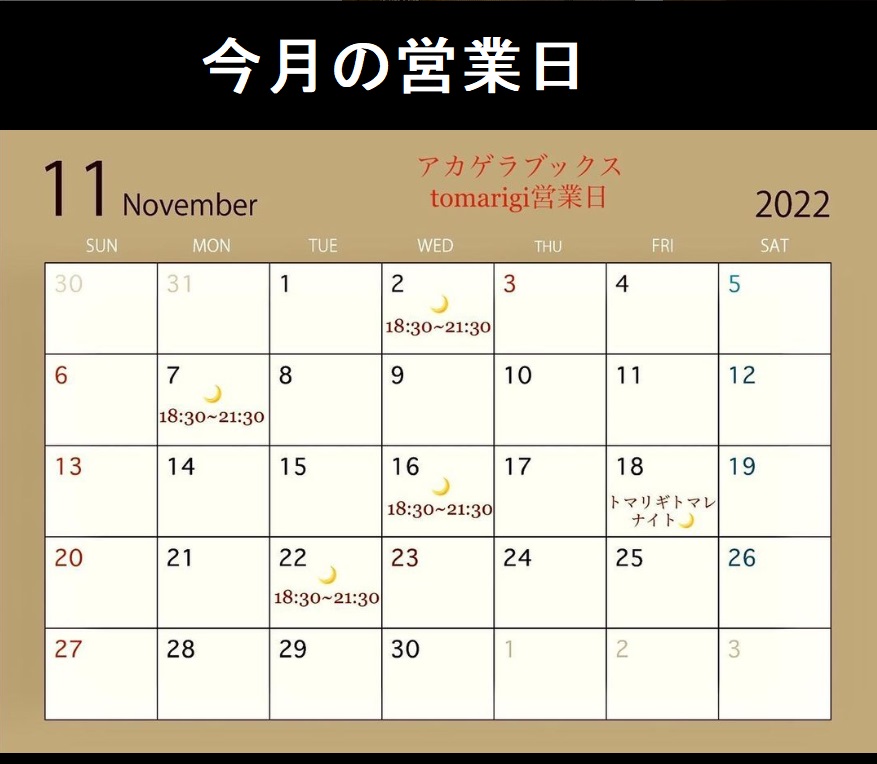 今月の営業日
アカゲラブックス
tomarigi営業日
11 November 2022
SUN MON TUE WED THU FRI SAT
30 31 1 2 3 4 5
18:30~21:30
6 7 8 9 10 11 12
18:30~21:30
13 14 15 16 17 18 19
18:30~21:30
トマリギトマレ
ナイト🌙
20 21 22 23 24 25 26
18:30~21:30
27 28 29 30 1 2 3